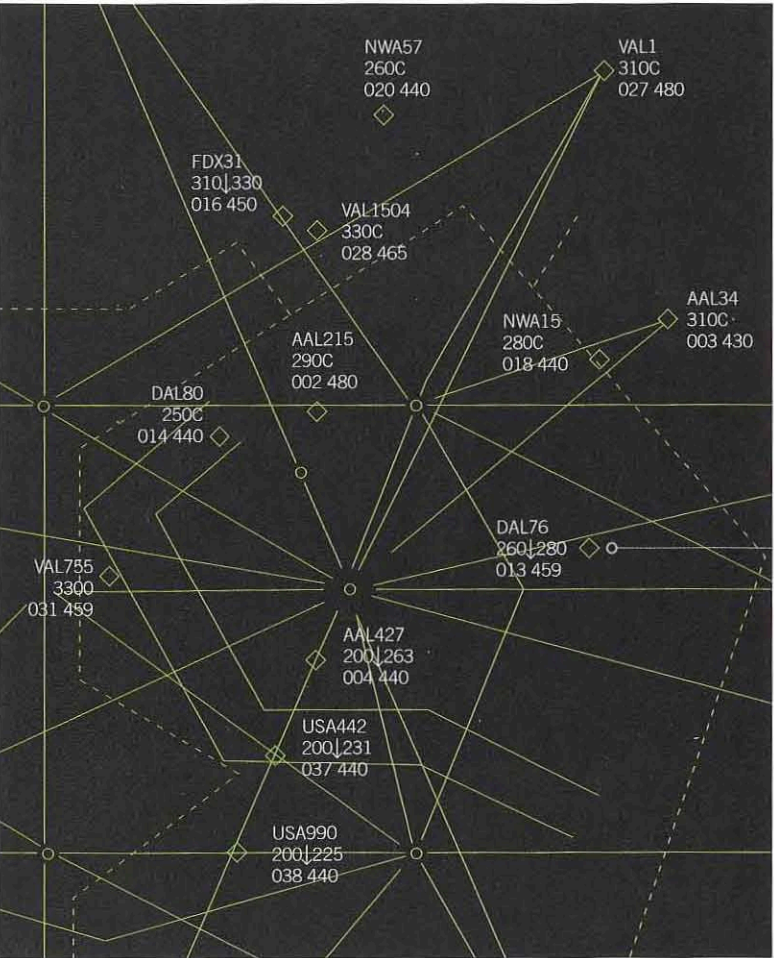 NWA57
260C
020 440
VAL1
310C
027 480
FDX31
310↓330
016 450
VAL1504
330C
028 465
AAL34
310C·
003 430
NWA15
280C
018 440
AAL215
290C
002 480
DAL80
250C
014 440
DAL76
260↓280
013 459
VAL755
3300
031 459
AAL427
200↓263
004 440
USA442
200↓231
037 440
USA990
200↓225
038 440